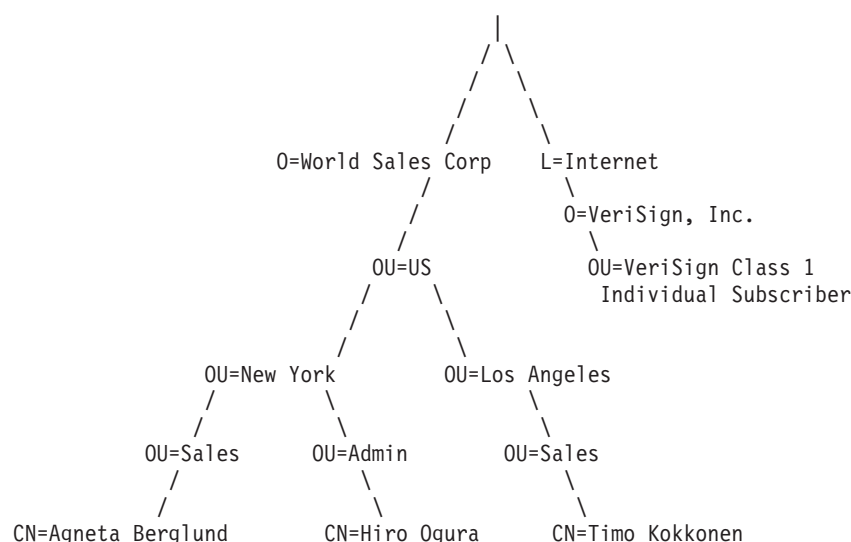 O=World Sales Corp L=Internet
O=VeriSign, Inc.
OU=US OU=VeriSign Class 1
Individual Subscriber
OU=New York OU=Los Angeles
OU=Sales OU=Admin OU=Sales
CN=Agneta Berglund CN=Hiro Ogura CN=Timo Kokkonen